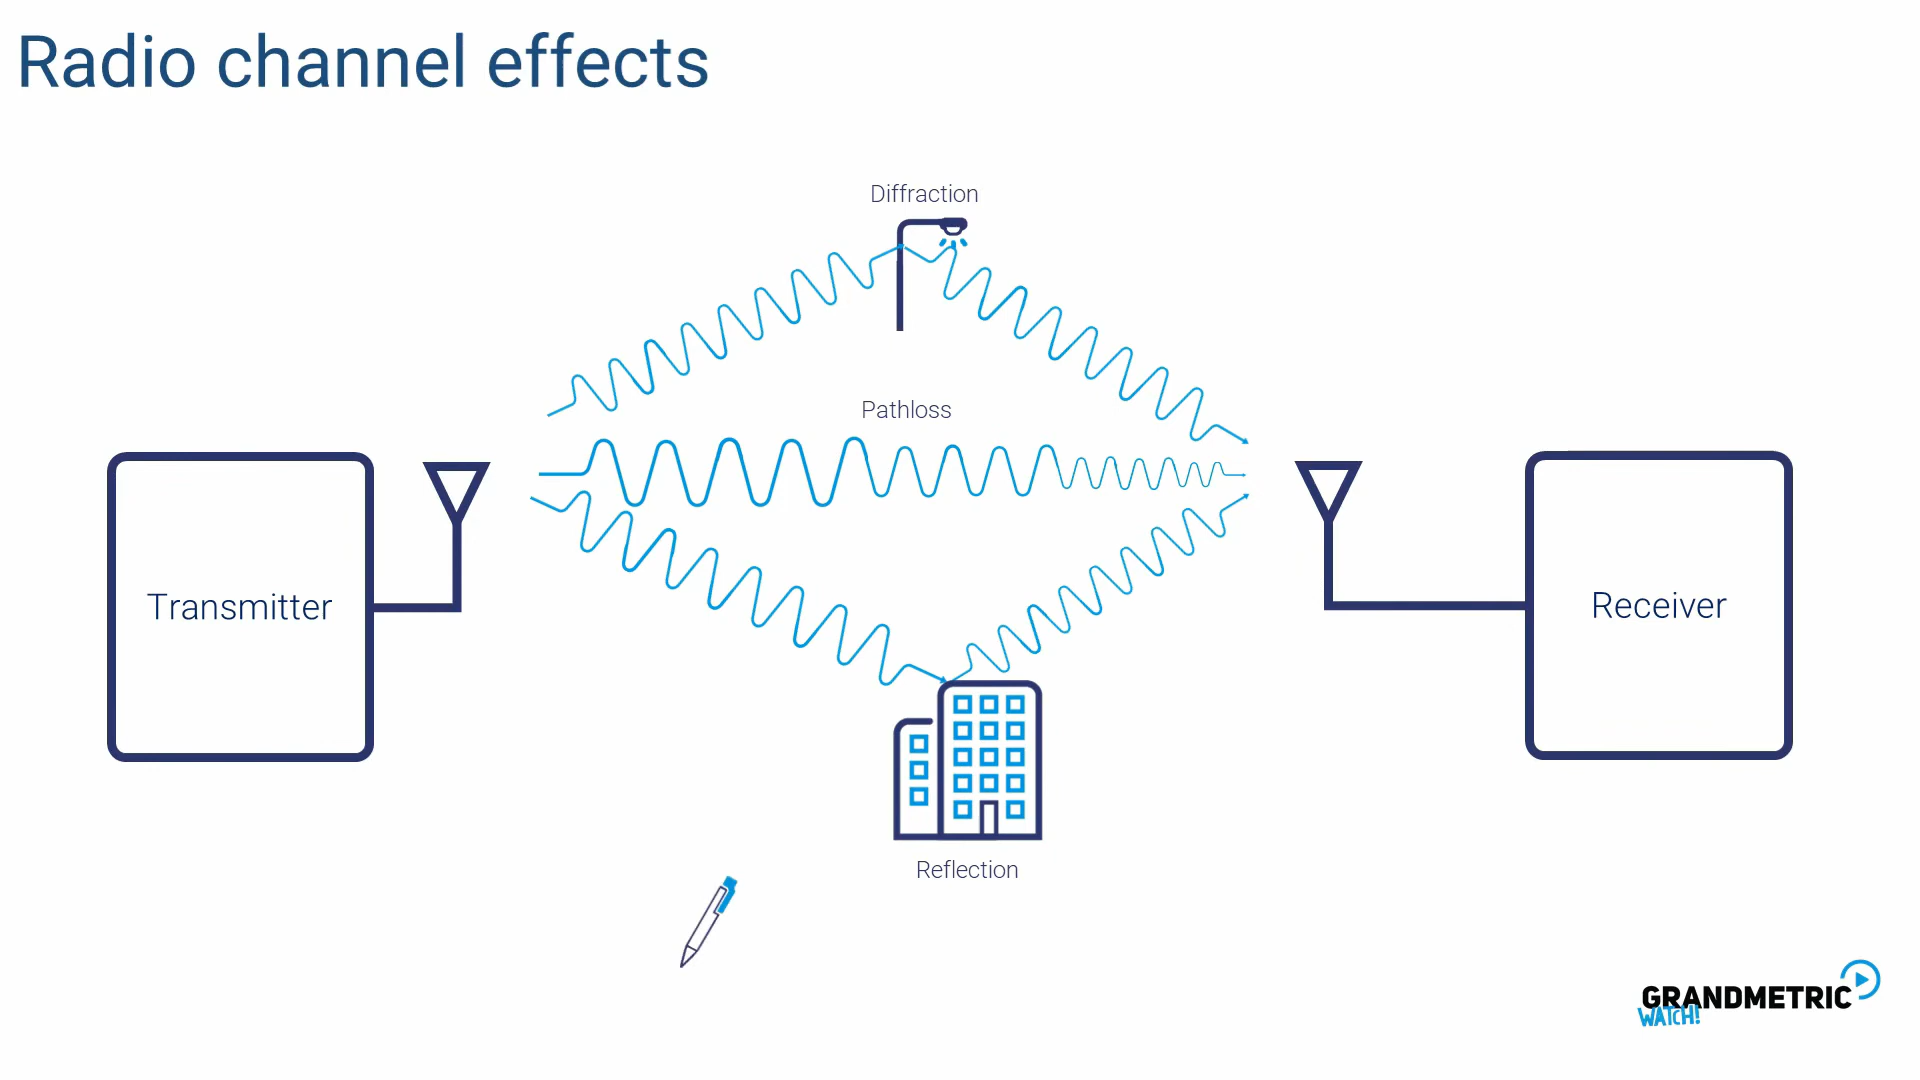 Radio channel effects
Diffraction
Pathloss
Transmitter
Receiver
Reflection
GRANDMETRIC
WATCH!